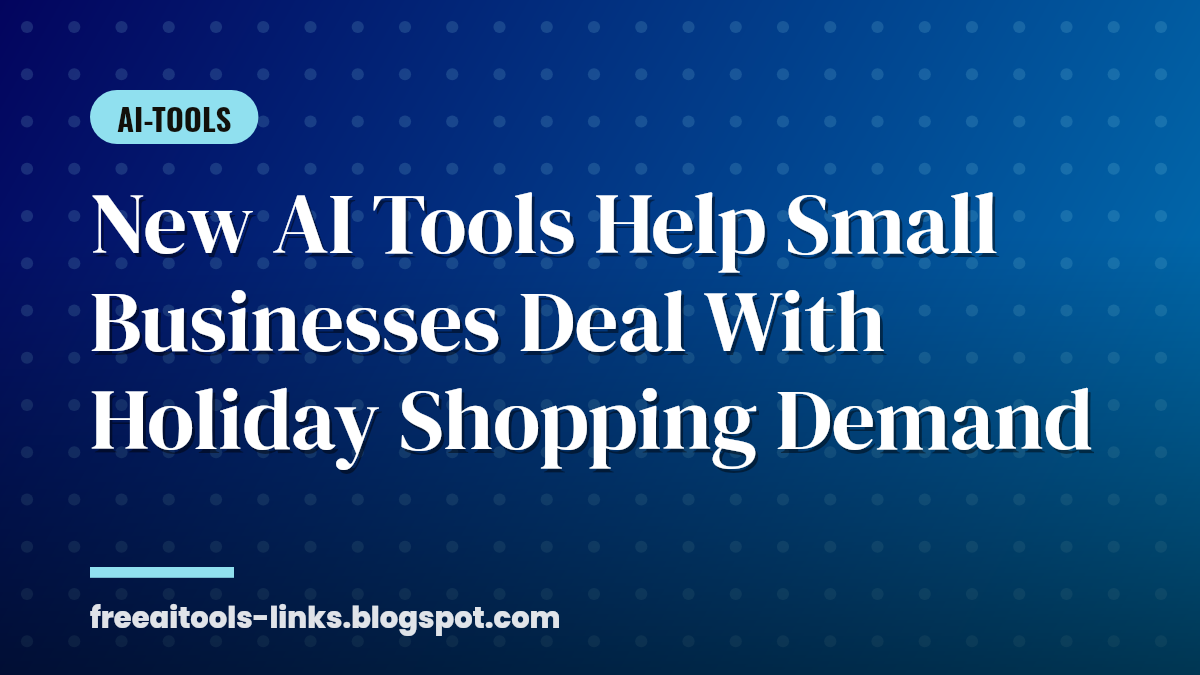 AI-TOOLS
New AI Tools Help Small
Businesses Deal With
Holiday Shopping Demand
freeaitools-links.blogspot.com